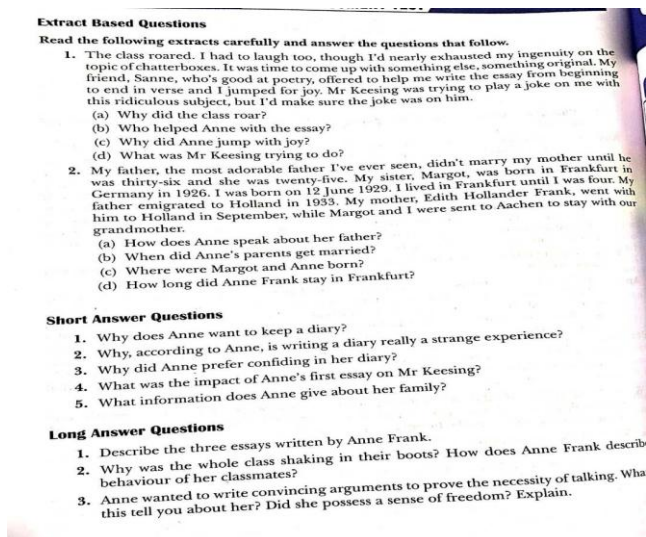 Extract Based Questions
Read the following extracts carefully and answer the questions that follow.
1. The class roared. I had to laugh too, though I'd nearly exhausted my ingenuity on the
topic of chatterboxes. It was time to come up with something else, something original. My
friend, Sanne, who's good at poetry, offered to help me write the essay from beginning
to end in verse and I jumped for joy. Mr Keesing was trying to play a joke on me with
this ridiculous subject, but I'd make sure the joke was on him.
(a) Why did the class roar?
(b) Who helped Anne with the essay?
(c) Why did Anne jump with joy?
(d) What was Mr Keesing trying to do?
2. My father, the most adorable father I've ever seen, didn't marry my mother until he
was thirty-six and she was twenty-five. My sister, Margot, was born in Frankfurt in
Germany in 1926. I was born on 12 June 1929. I lived in Frankfurt until I was four. My
father emigrated to Holland in 1933. My mother, Edith Hollander Frank, went with
him to Holland in September, while Margot and I were sent to Aachen to stay with our
grandmother.
(a) How does Anne speak about her father?
(b) When did Anne's parents get married?
(c) Where were Margot and Anne born?
(d) How long did Anne Frank stay in Frankfurt?
Short Answer Questions
1. Why does Anne want to keep a diary?
2. Why, according to Anne, is writing a diary really a strange experience?
3. Why did Anne prefer confiding in her diary?
4. What was the impact of Anne's first essay on Mr Keesing?
5. What information does Anne give about her family?
Long Answer Questions
1. Describe the three essays written by Anne Frank.
2. Why was the whole class shaking in their boots? How does Anne Frank describ
behaviour of her classmates?
3. Anne wanted to write convincing arguments to prove the necessity of talking. Wha
this tell you about her? Did she possess a sense of freedom? Explain.